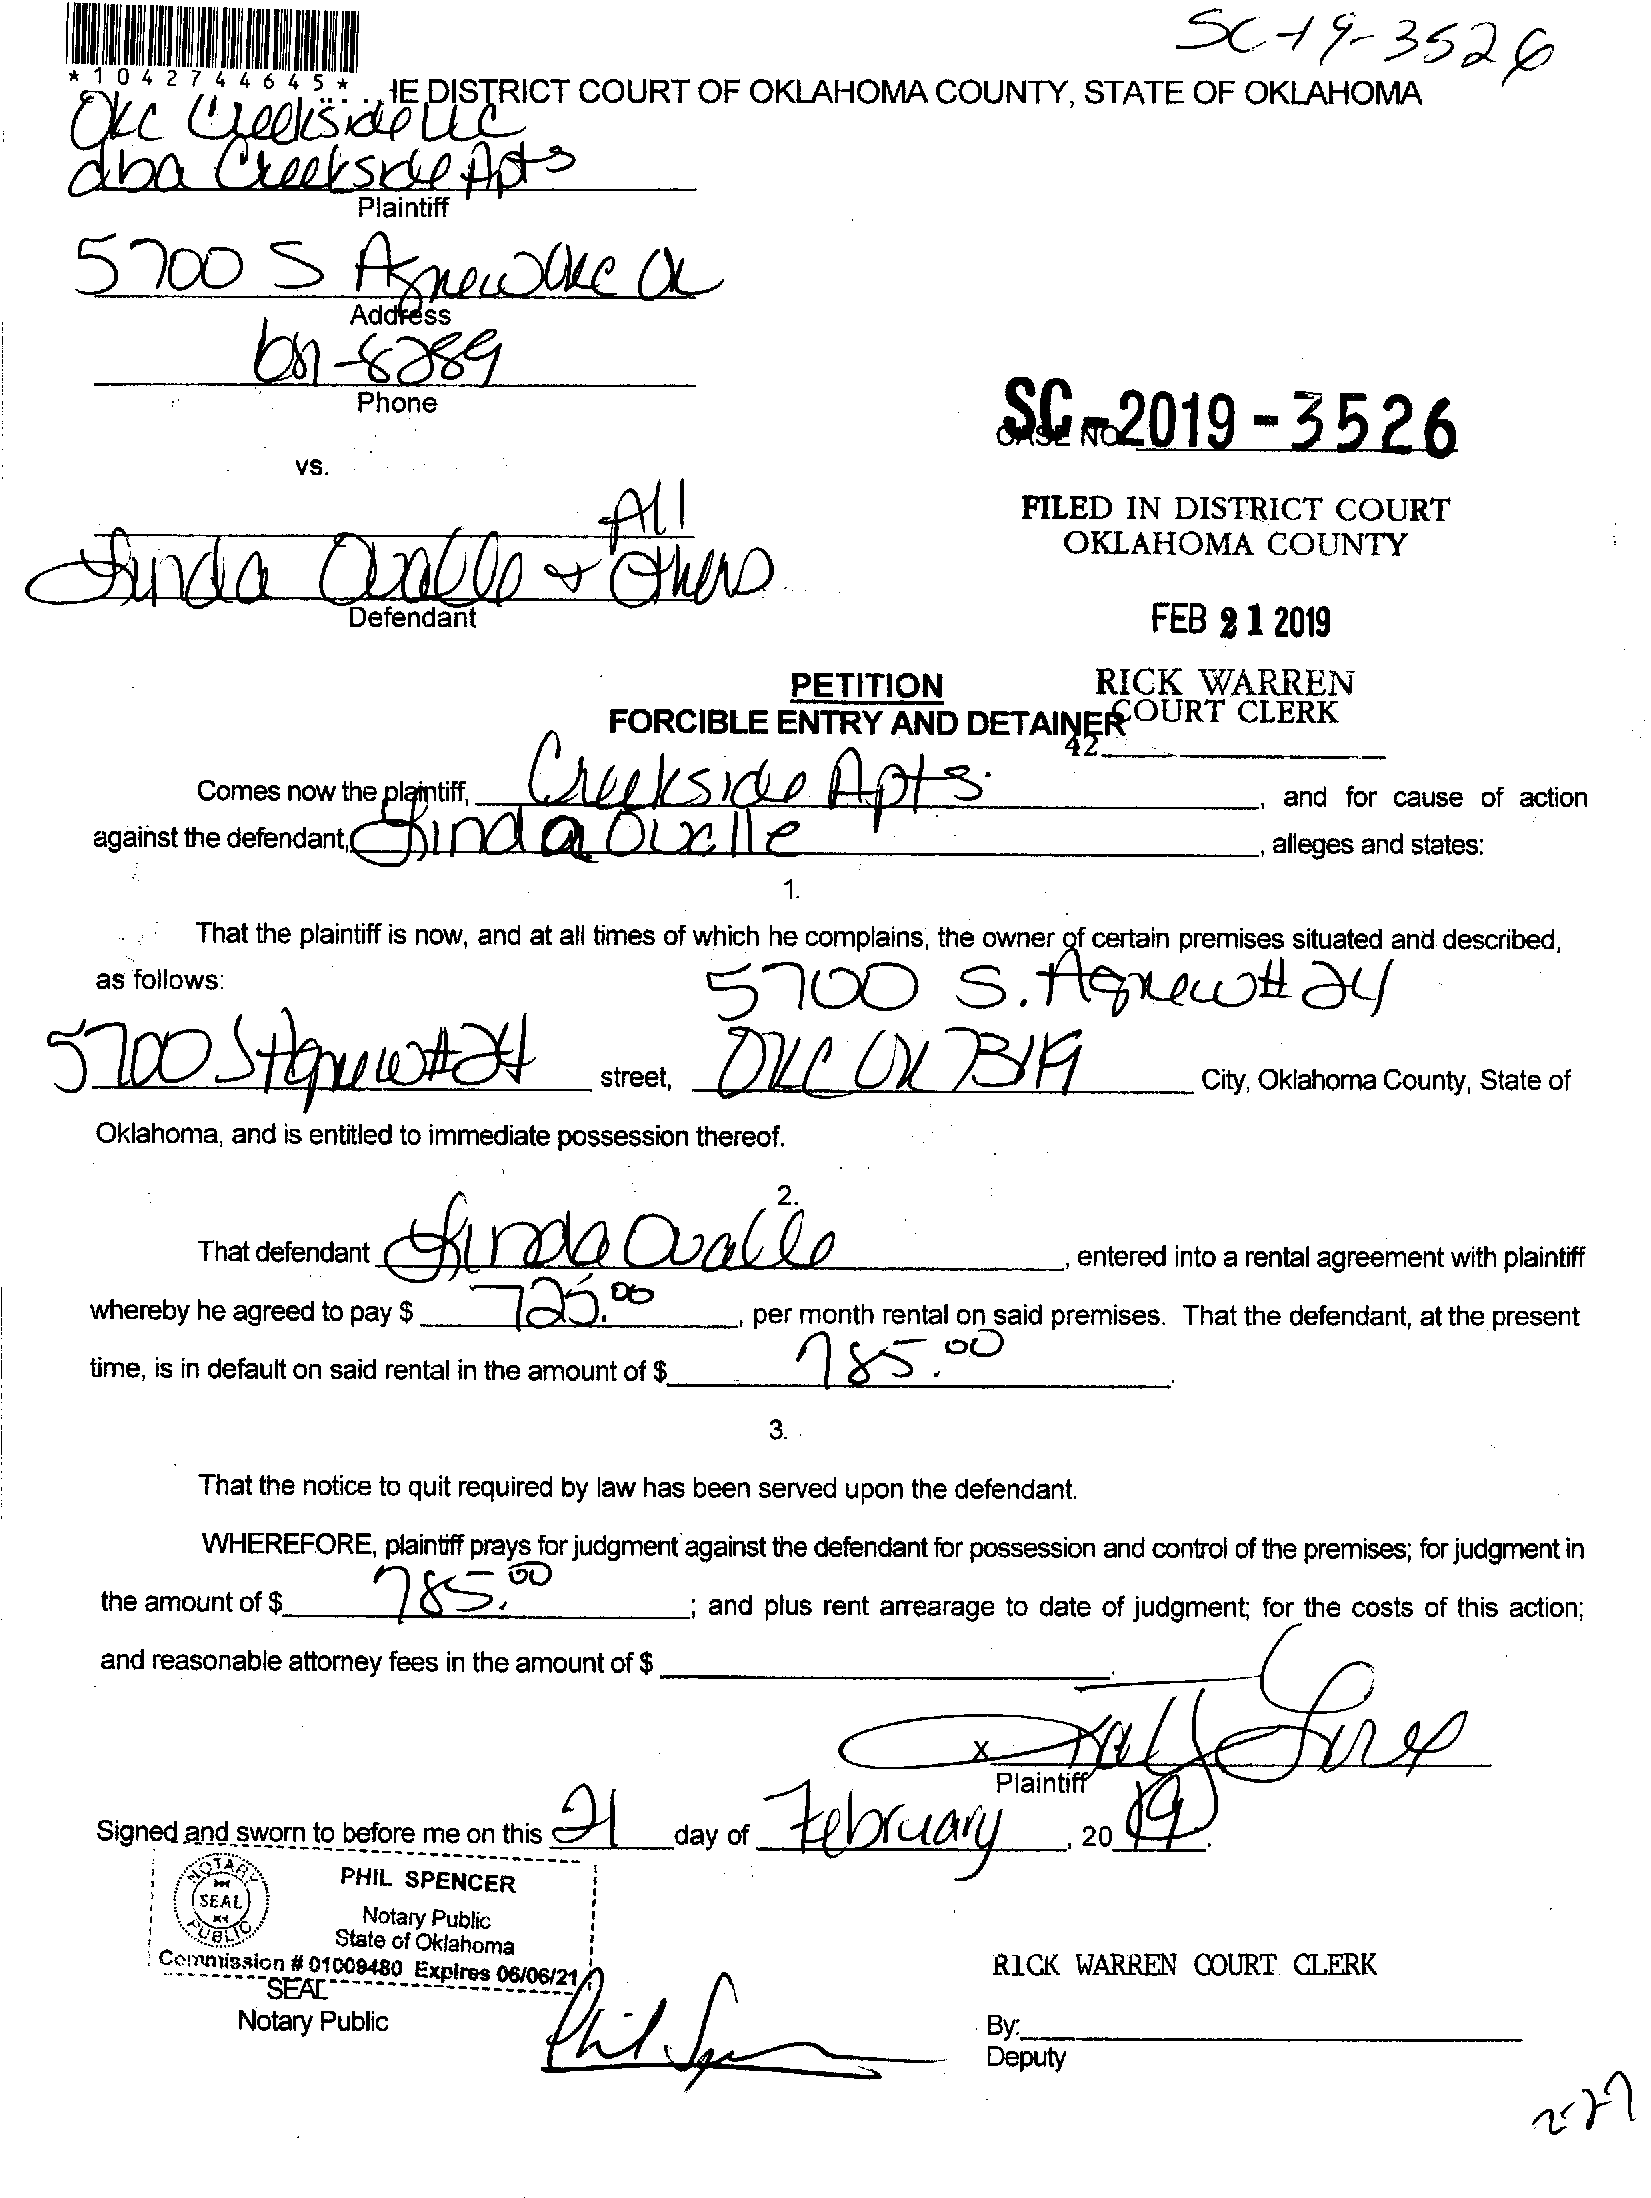 SC-19-3526
*1042744645*
HE DISTRICT COURT OF OKLAHOMA COUNTY, STATE OF OKLAHOMA
OKC Creekside LLC
dba Creekside Apts
Plaintiff
5700 S Agnew OKC OK
Address
681-8289
Phone
SC-2019-3526
CASE NO.
vs.
FILED IN DISTRICT COURT
OKLAHOMA COUNTY
All
Linda Ovalle + Others
Defendant
FEB 21 2019
PETITION
RICK WARREN
FORCIBLE ENTRY AND DETAINER
COURT CLERK
42
Comes now the plaintiff, Creekside Apts. , and for cause of action
against the defendant, Linda Ovalle , alleges and states:
1.
That the plaintiff is now, and at all times of which he complains, the owner of certain premises situated and described,
as follows: 5700 S. Agnew # 24
5700 S Agnew # 24 street, OKC OK 73119 City, Oklahoma County, State of
Oklahoma, and is entitled to immediate possession thereof.
2.
That defendant Linda Ovalle , entered into a rental agreement with plaintiff
whereby he agreed to pay $ 725.00 , per month rental on said premises. That the defendant, at the present
time, is in default on said rental in the amount of $ 785.00 .
3.
That the notice to quit required by law has been served upon the defendant.
WHEREFORE, plaintiff prays for judgment against the defendant for possession and control of the premises; for judgment in
the amount of $ 785.00 ; and plus rent arrearage to date of judgment; for the costs of this action;
and reasonable attorney fees in the amount of $ .
x
Plaintiff
Signed and sworn to before me on this 21 day of February , 20 19 .
NOTARY
SEAL
PUBLIC
PHIL SPENCER
Notary Public
State of Oklahoma
Commission # 01009480 Expires 06/06/21
SEAL
Notary Public
Phil Spencer
RICK WARREN COURT CLERK
By:
Deputy